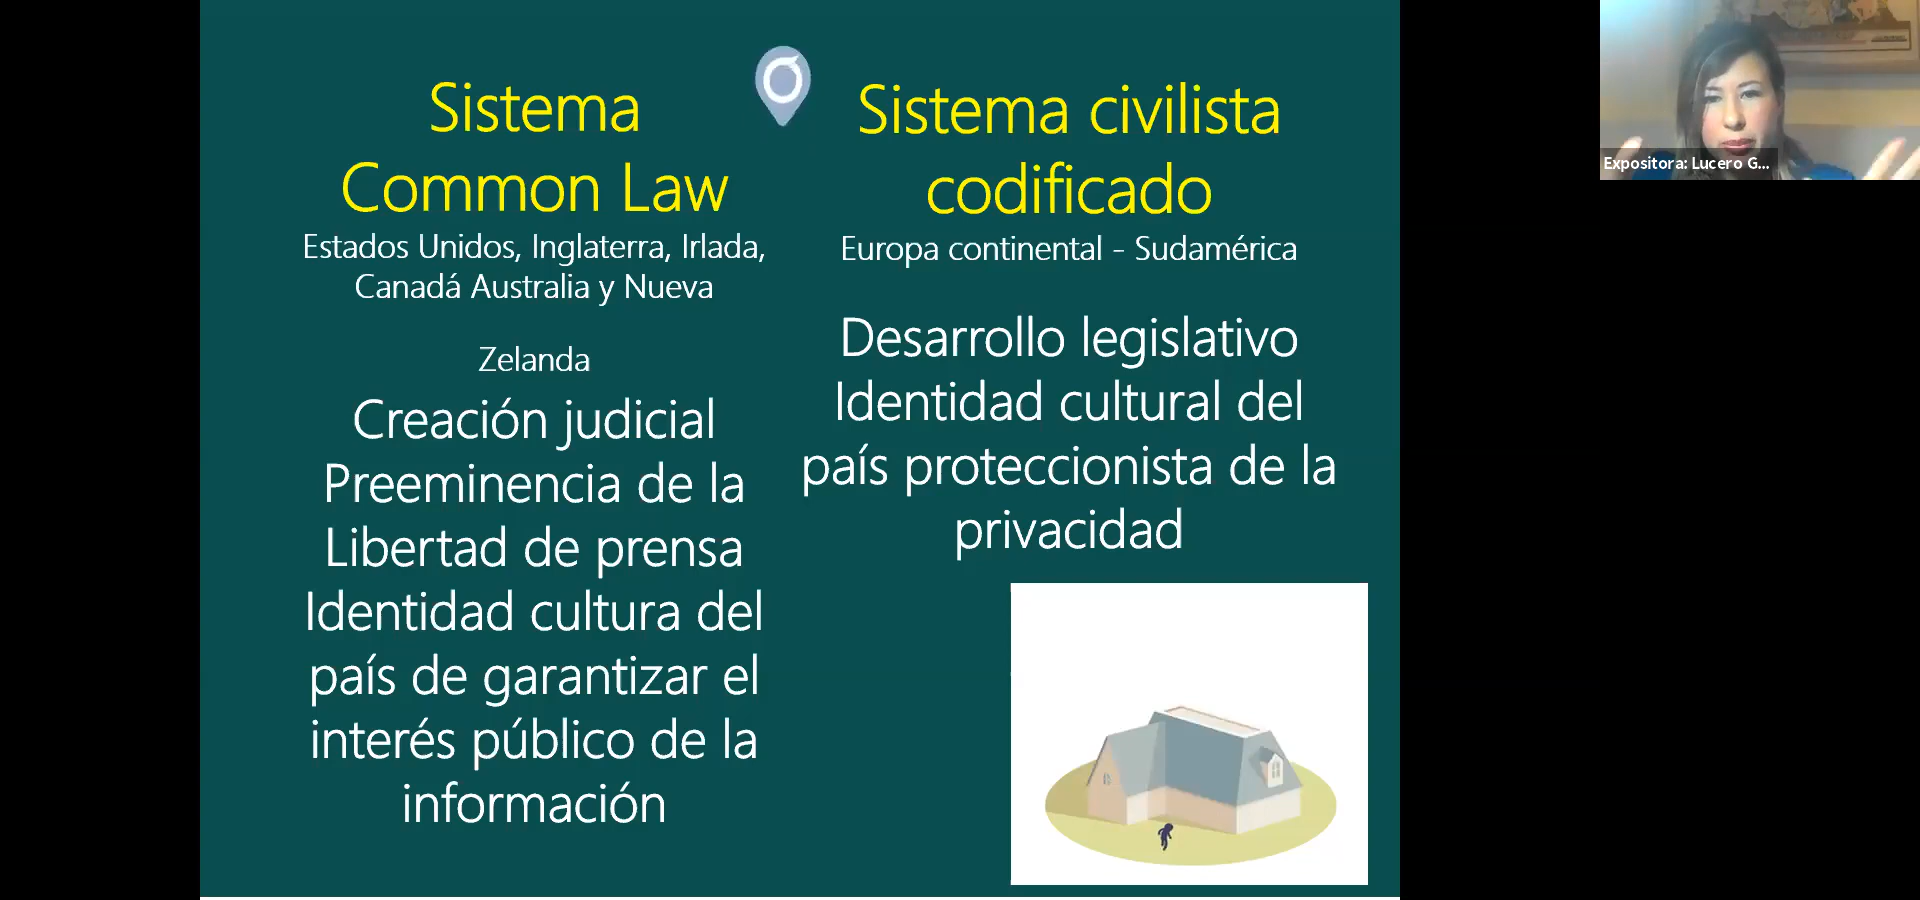 Sistema
Common Law
Estados Unidos, Inglaterra, Irlada,
Canadá Australia y Nueva
Zelanda
Creación judicial
Preeminencia de la
Libertad de prensa
Identidad cultura del
país de garantizar el
interés público de la
información
Sistema civilista
codificado
Europa continental - Sudamérica
Desarrollo legislativo
Identidad cultural del
país proteccionista de la
privacidad
Expositora: Lucero G...